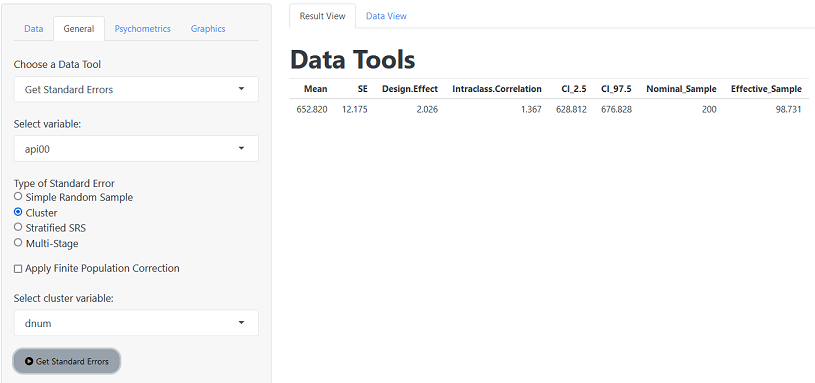 Data General Psychometrics Graphics
Choose a Data Tool
Get Standard Errors
Select variable:
api00
Type of Standard Error
Simple Random Sample
Cluster
Stratified SRS
Multi-Stage
Apply Finite Population Correction
Select cluster variable:
dnum
Get Standard Errors
Result View Data View
Data Tools
Mean SE Design.Effect Intraclass.Correlation CI_2.5 CI_97.5 Nominal_Sample Effective_Sample
652.820 12.175 2.026 1.367 628.812 676.828 200 98.731